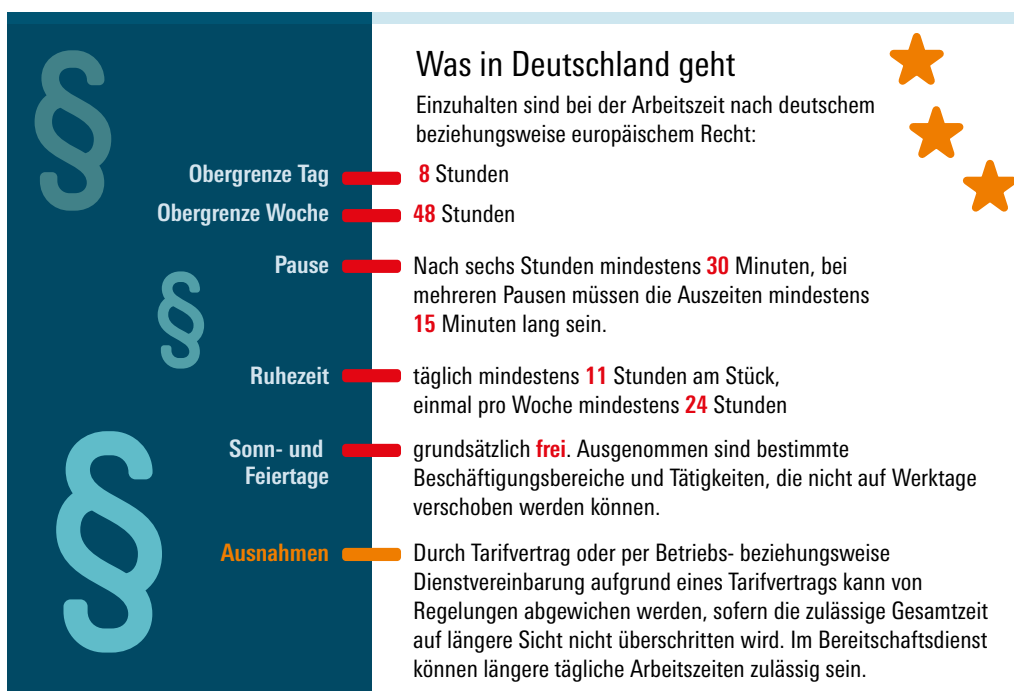 Was in Deutschland geht
Einzuhalten sind bei der Arbeitszeit nach deutschem
beziehungsweise europäischem Recht:
Obergrenze Tag 8 Stunden
Obergrenze Woche 48 Stunden
Pause Nach sechs Stunden mindestens 30 Minuten, bei
mehreren Pausen müssen die Auszeiten mindestens
15 Minuten lang sein.
Ruhezeit täglich mindestens 11 Stunden am Stück,
einmal pro Woche mindestens 24 Stunden
Sonn- und grundsätzlich frei. Ausgenommen sind bestimmte
Feiertage Beschäftigungsbereiche und Tätigkeiten, die nicht auf Werktage
verschoben werden können.
Ausnahmen Durch Tarifvertrag oder per Betriebs- beziehungsweise
Dienstvereinbarung aufgrund eines Tarifvertrags kann von
Regelungen abgewichen werden, sofern die zulässige Gesamtzeit
auf längere Sicht nicht überschritten wird. Im Bereitschaftsdienst
können längere tägliche Arbeitszeiten zulässig sein.
§
§
§